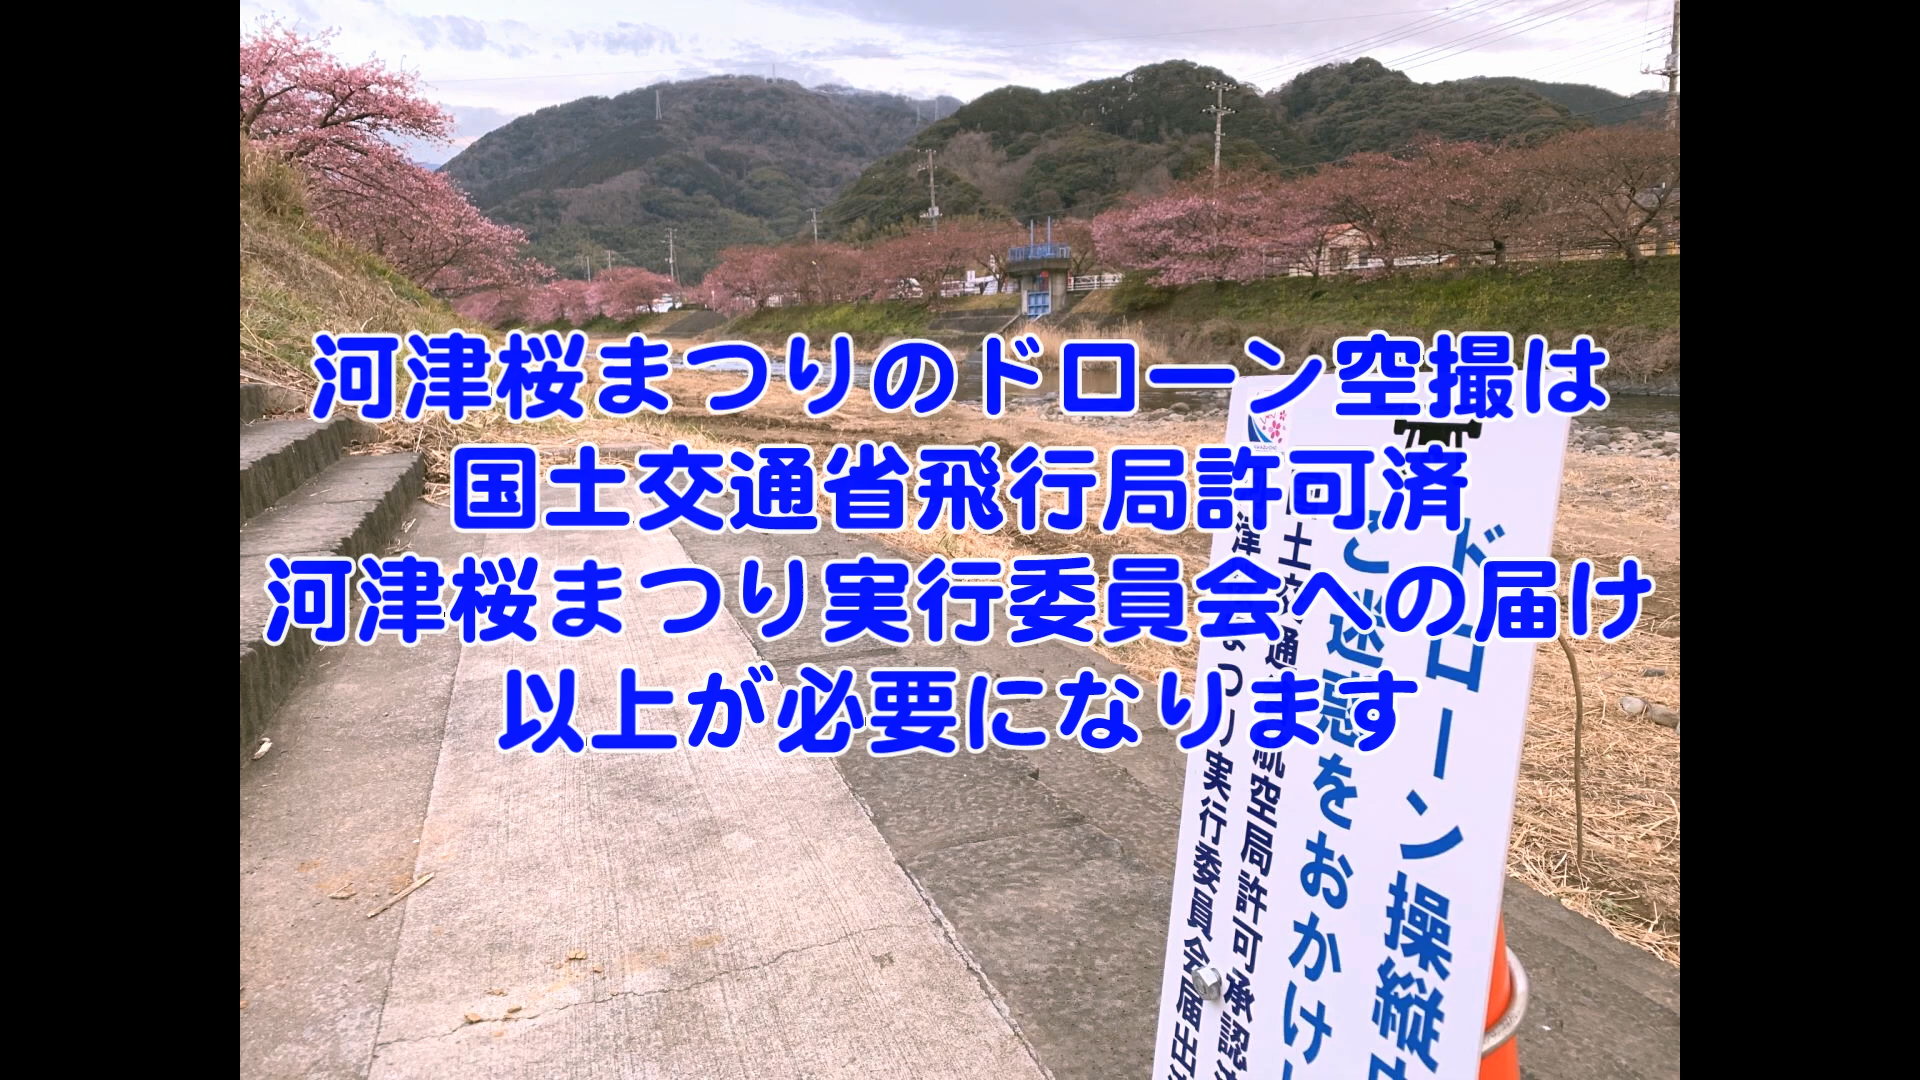 河津桜まつりのドローン空撮は
国土交通省飛行局許可済
河津桜まつり実行委員会への届け
以上が必要になります
ドローン操縦
ご迷惑をおかけ
国土交通 航空局許可承認
津 まつり実行委員会届出